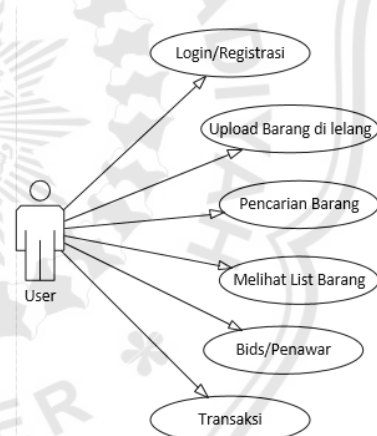 Login/Registrasi
Upload Barang di lelang
Pencarian Barang
User
Melihat List Barang
Bids/Penawar
Transaksi